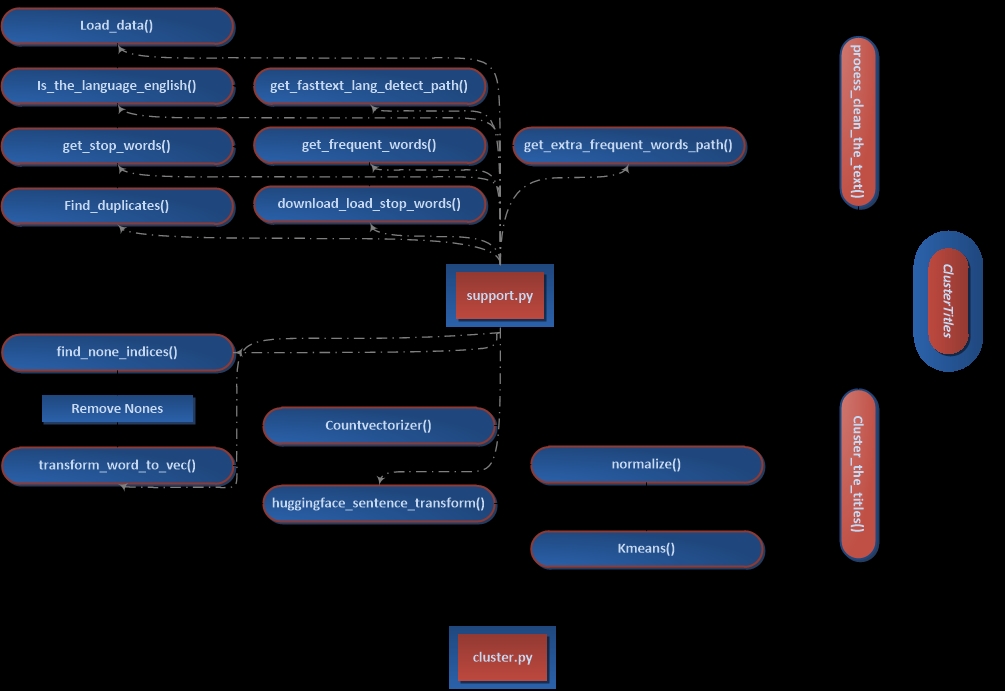 Load_data()
Is_the_language_english()
get_fasttext_lang_detect_path()
get_stop_words()
get_frequent_words()
get_extra_frequent_words_path()
Find_duplicates()
download_load_stop_words()
process_clean_the_text()
support.py
ClusterTitles
find_none_indices()
Remove Nones
Countvectorizer()
transform_word_to_vec()
normalize()
Cluster_the_titles()
huggingface_sentence_transform()
Kmeans()
cluster.py